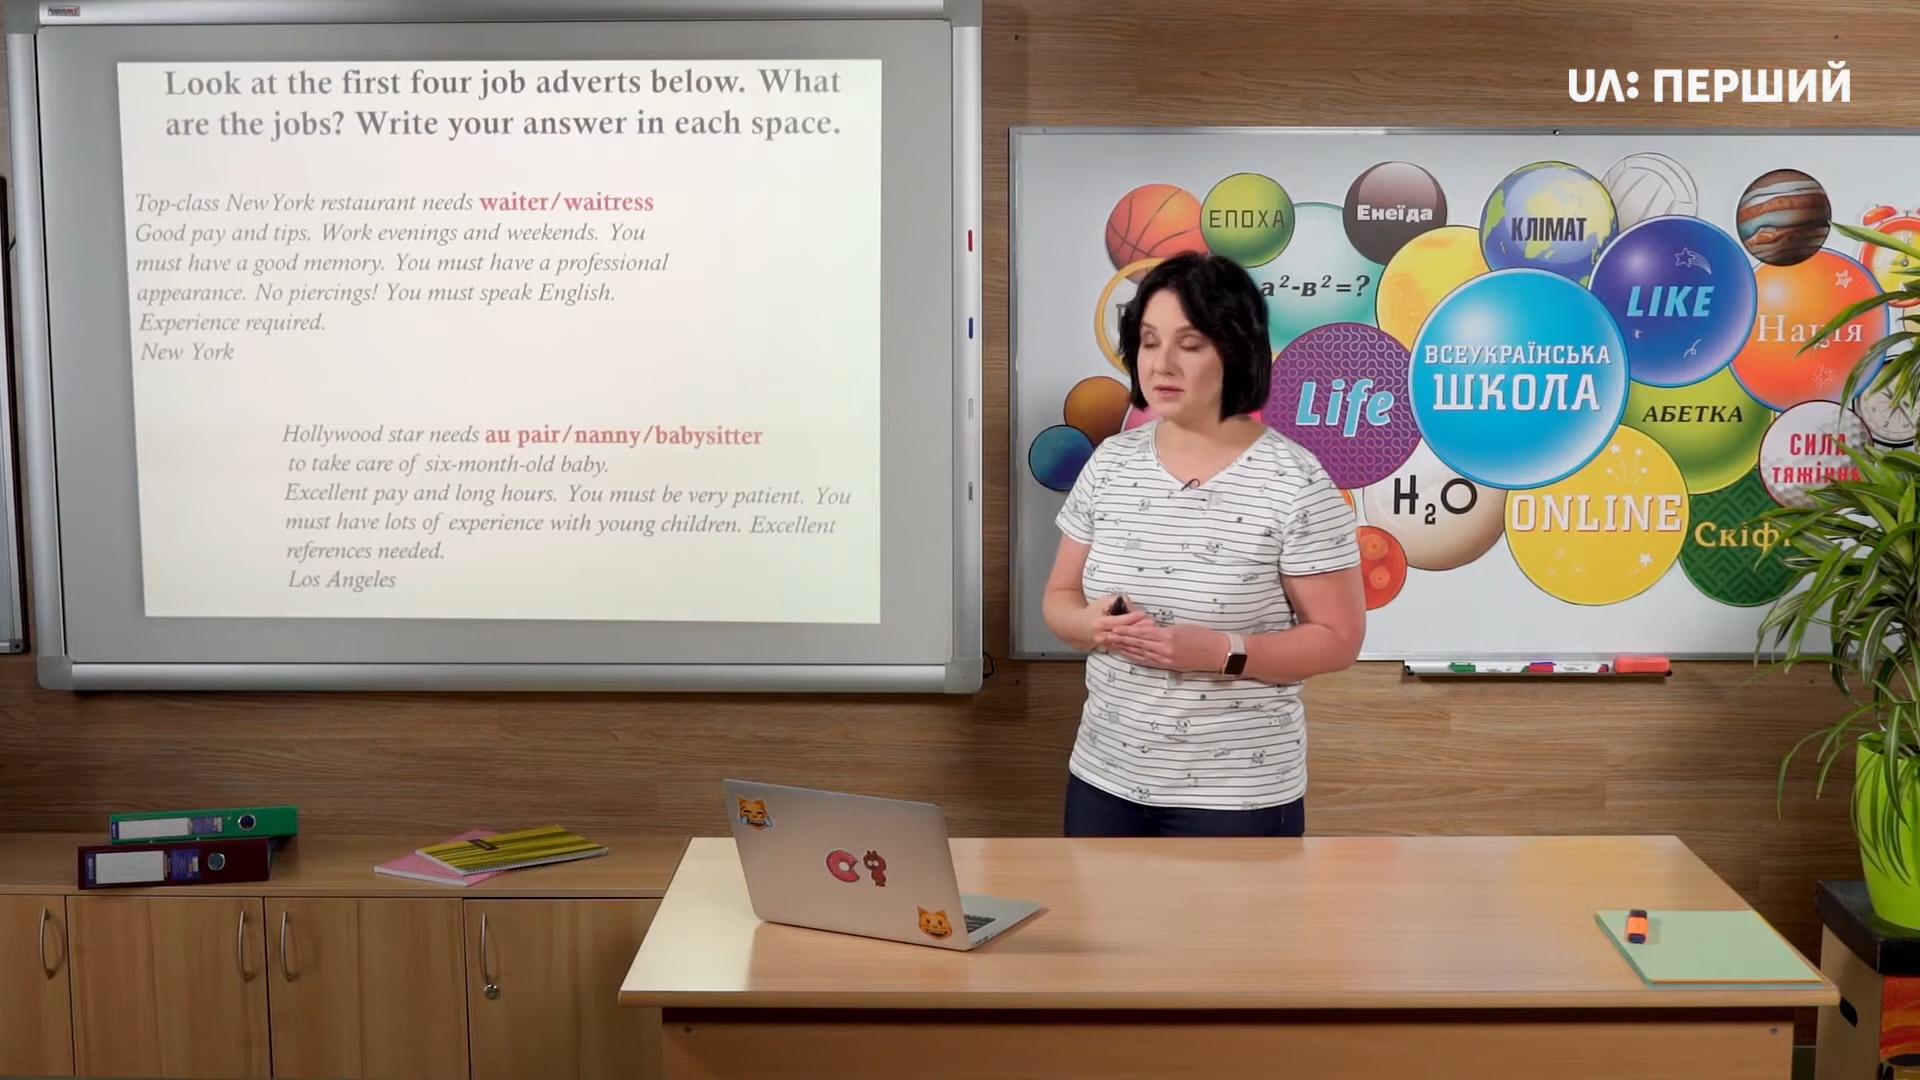 Look at the first four job adverts below. What
are the jobs? Write your answer in each space.
Top-class New York restaurant needs waiter/waitress
Good pay and tips. Work evenings and weekends. You
must have a good memory. You must have a professional
appearance. No piercings! You must speak English.
Experience required.
New York
Hollywood star needs au pair/nanny/babysitter
to take care of six-month-old baby.
Excellent pay and long hours. You must be very patient. You
must have lots of experience with young children. Excellent
references needed.
Los Angeles
UA: ПЕРШИЙ
ЕПОХА
Енеїда
КЛІМАТ
a²-в²=?
LIKE
Нація
Life
ВСЕУКРАЇНСЬКА
ШКОЛА
АБЕТКА
СИЛА
ТЯЖІННЯ
H₂O
ONLINE